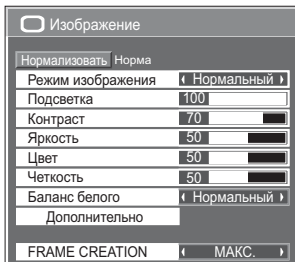 Изображение
Нормализовать Норма
Режим изображения Нормальный
Подсветка 100
Контраст 70
Яркость 50
Цвет 50
Четкость 50
Баланс белого Нормальный
Дополнительно
FRAME CREATION МАКС.